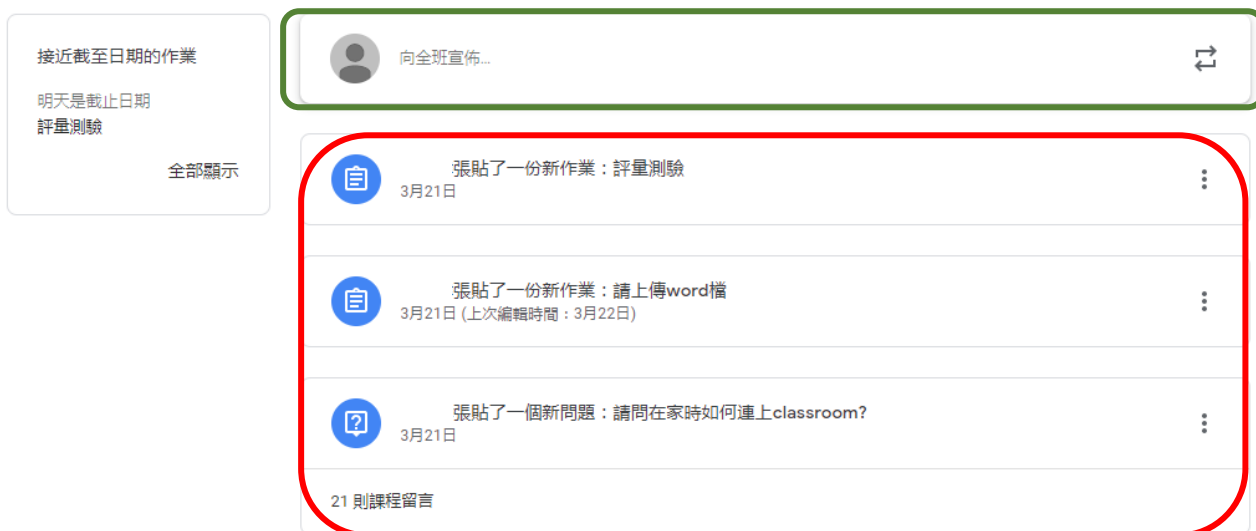 接近截至日期的作業
明天是截止日期
評量測驗
全部顯示
向全班宣佈...
張貼了一份新作業：評量測驗
3月21日
張貼了一份新作業：請上傳word檔
3月21日 (上次編輯時間：3月22日)
張貼了一個新問題：請問在家時如何連上classroom?
3月21日
21 則課程留言